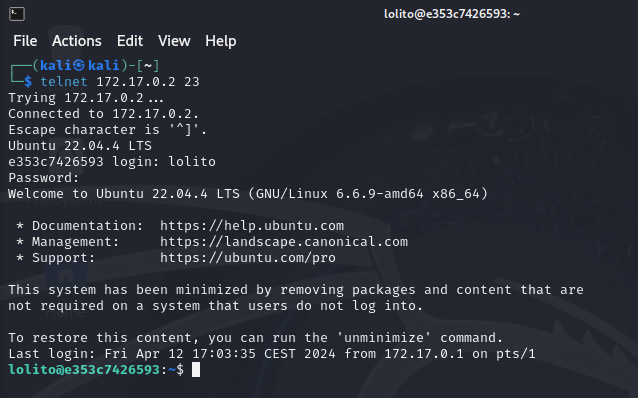 lolito@e353c7426593: ~
File Actions Edit View Help
┌──(kali㉿kali)-[~]
└─$ telnet 172.17.0.2 23
Trying 172.17.0.2...
Connected to 172.17.0.2.
Escape character is '^]'.
Ubuntu 22.04.4 LTS
e353c7426593 login: lolito
Password:
Welcome to Ubuntu 22.04.4 LTS (GNU/Linux 6.6.9-amd64 x86_64)
* Documentation: https://help.ubuntu.com
* Management: https://landscape.canonical.com
* Support: https://ubuntu.com/pro
This system has been minimized by removing packages and content that are
not required on a system that users do not log into.
To restore this content, you can run the 'unminimize' command.
Last login: Fri Apr 12 17:03:35 CEST 2024 from 172.17.0.1 on pts/1
lolito@e353c7426593:~$